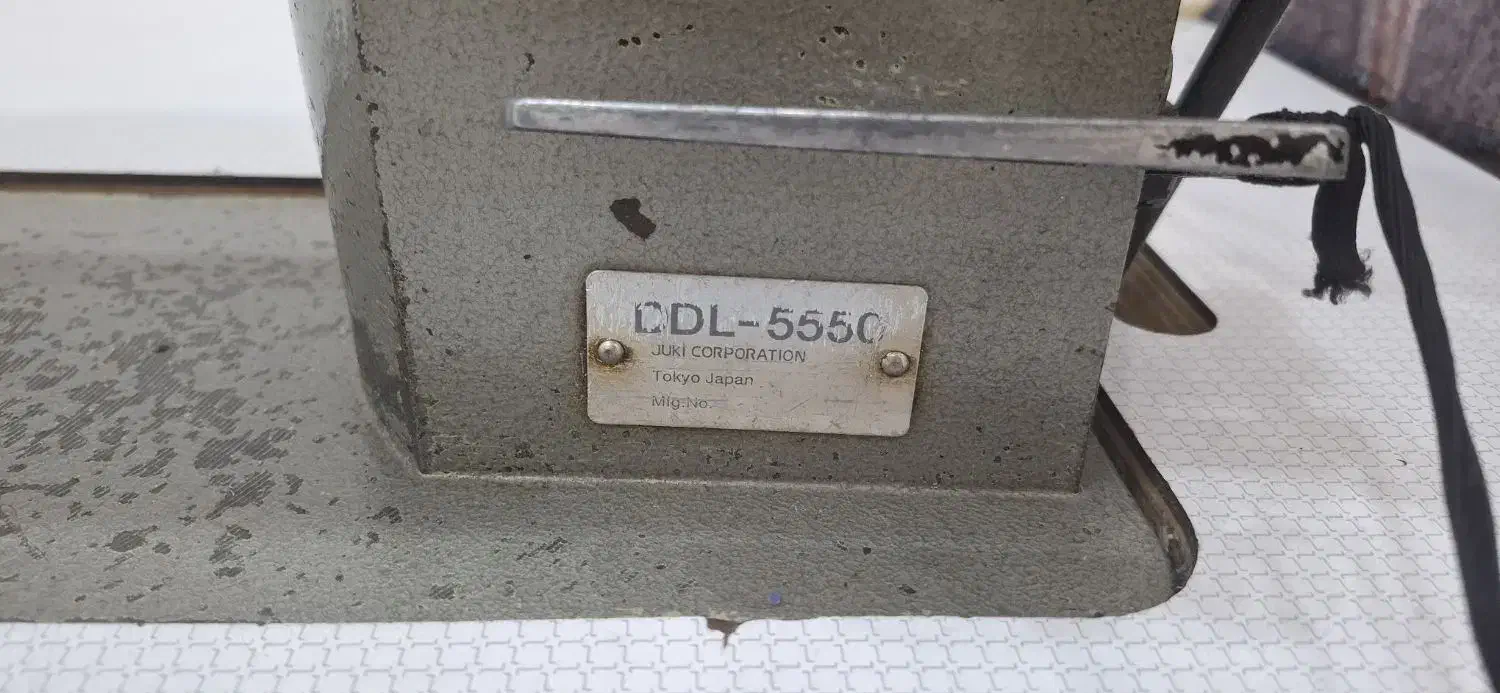 DDL-5550
JUKI CORPORATION
Tokyo Japan
Mfg.No.